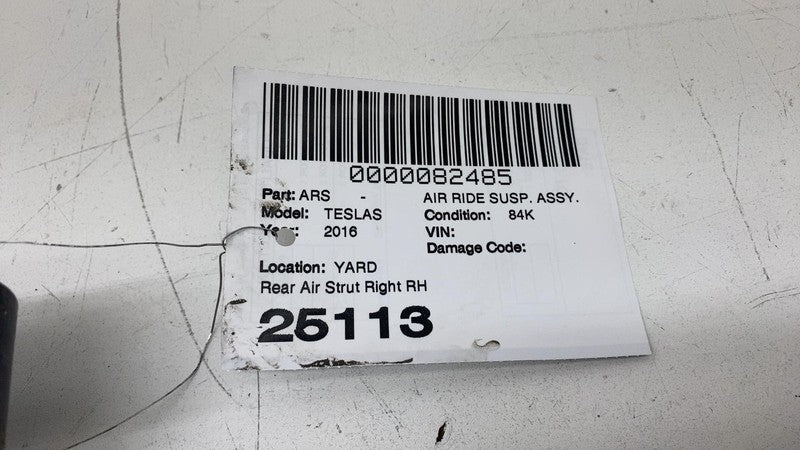 0000082485
Part: ARS - AIR RIDE SUSP. ASSY.
Model: TESLAS Condition: 84K
Year: 2016 VIN:
Damage Code:
Location: YARD
Rear Air Strut Right RH
25113